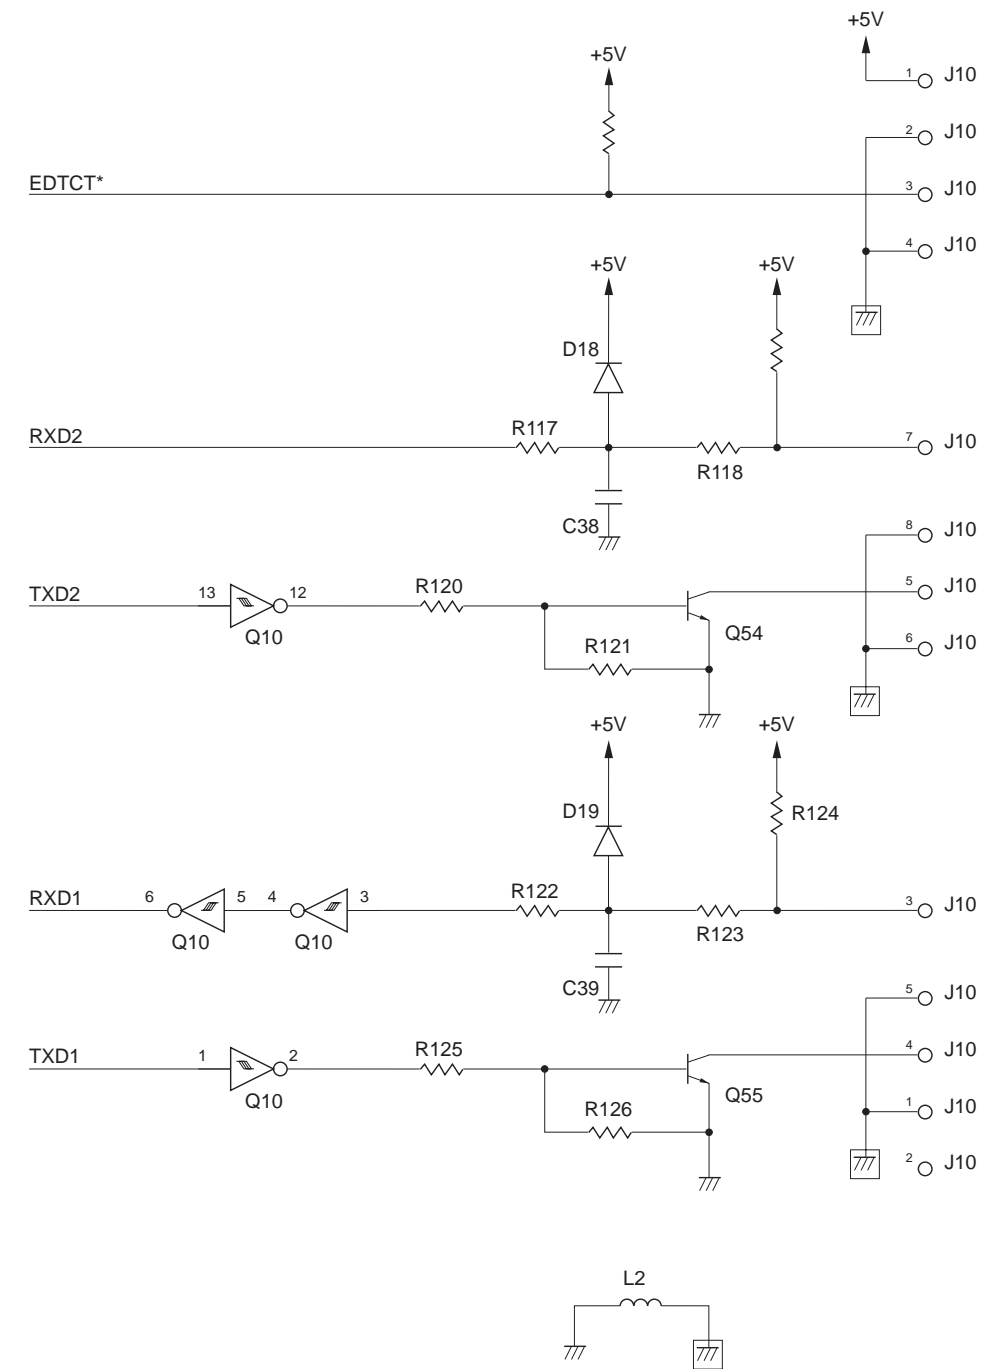 +5V
1 J10
+5V
2 J10
EDTCT*
3 J10
4 J10
+5V +5V
D18
RXD2 R117 R118 7 J10
C38
8 J10
TXD2 13 Q10 12 R120 Q54 5 J10
R121 6 J10
+5V +5V
D19 R124
RXD1 6 Q10 5 4 Q10 3 R122 R123 3 J10
C39
5 J10
TXD1 1 Q10 2 R125 Q55 4 J10
R126 1 J10
2 J10
L2